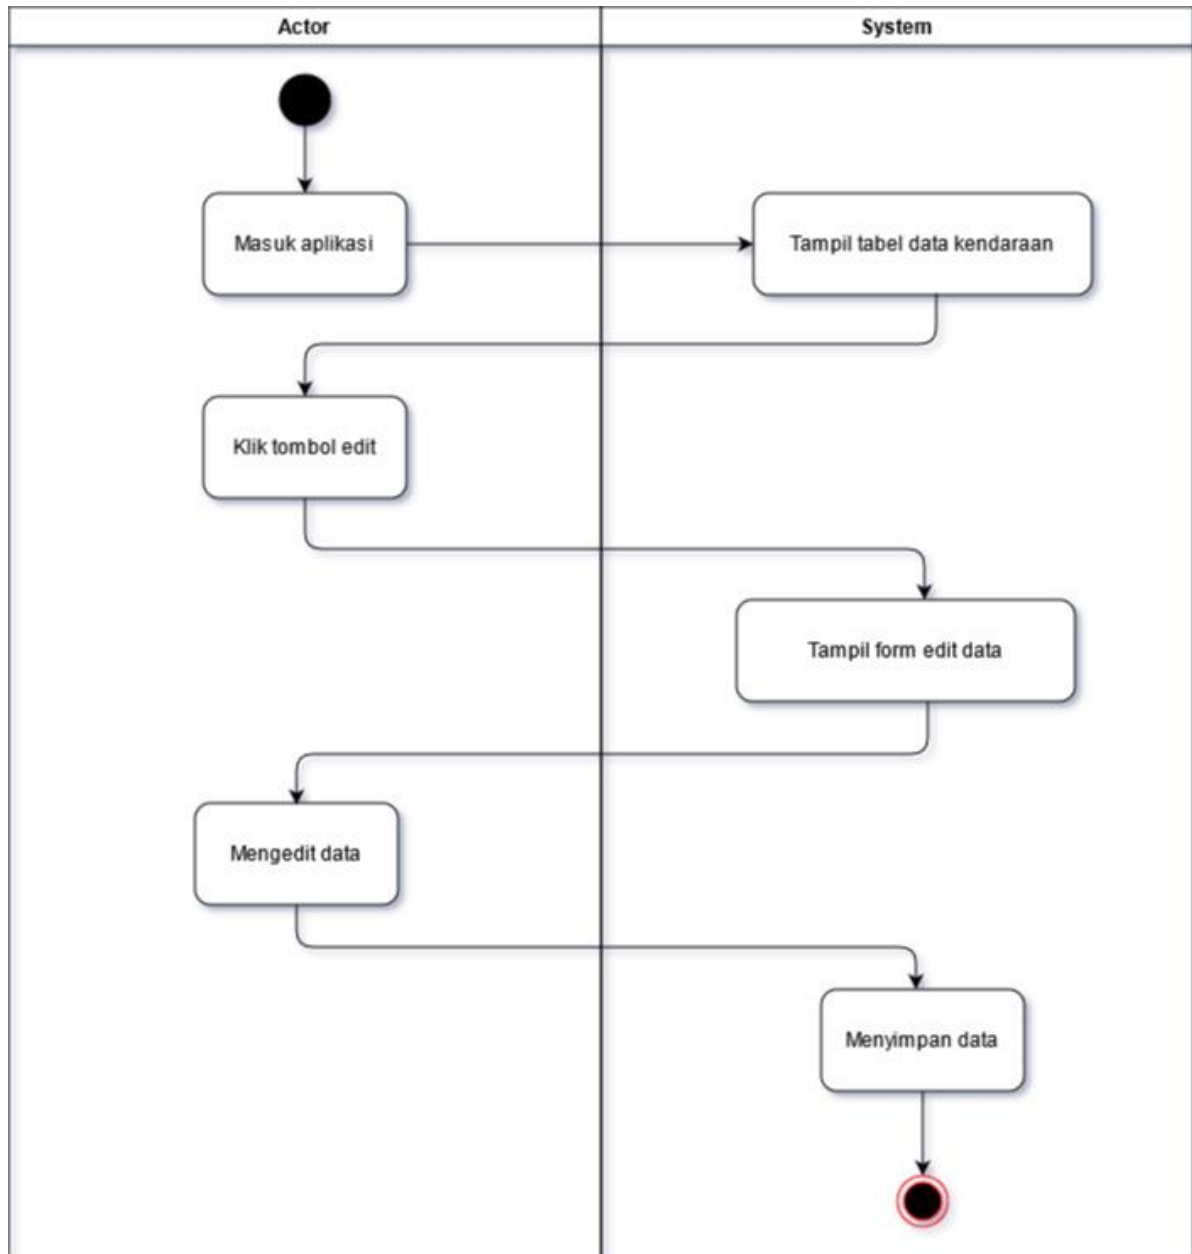 Actor
System
Masuk aplikasi
Tampil tabel data kendaraan
Klik tombol edit
Tampil form edit data
Mengedit data
Menyimpan data